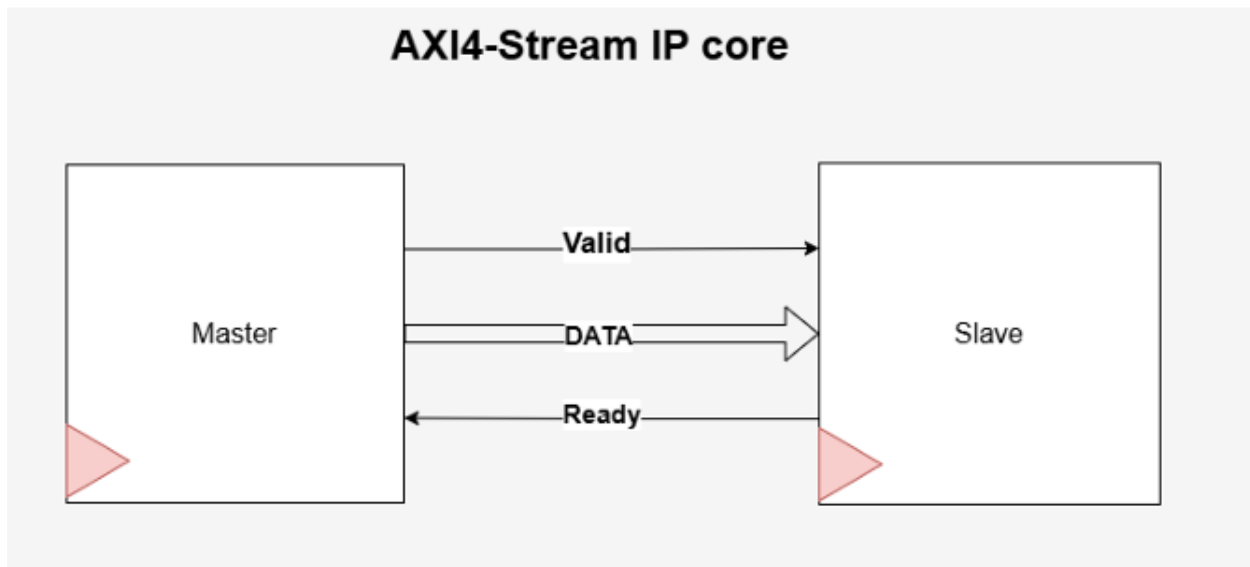 AXI4-Stream IP core
Valid
Master
DATA
Slave
Ready